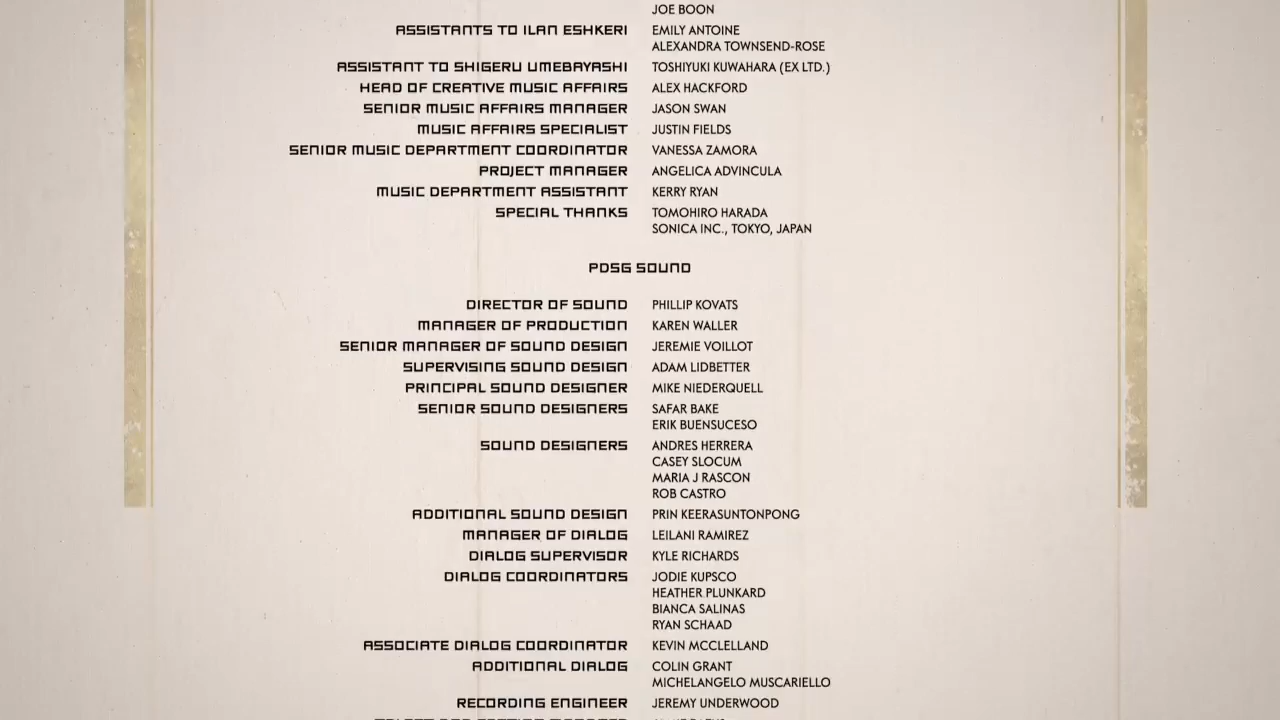 JOE BOON
ASSISTANTS TO ILAN ESHKERI EMILY ANTOINE
ALEXANDRA TOWNSEND-ROSE
ASSISTANT TO SHIGERU UMEBAYASHI TOSHIYUKI KUWAHARA (EX LTD.)
HEAD OF CREATIVE MUSIC AFFAIRS ALEX HACKFORD
SENIOR MUSIC AFFAIRS MANAGER JASON SWAN
MUSIC AFFAIRS SPECIALIST JUSTIN FIELDS
SENIOR MUSIC DEPARTMENT COORDINATOR VANESSA ZAMORA
PROJECT MANAGER ANGELICA ADVINCULA
MUSIC DEPARTMENT ASSISTANT KERRY RYAN
SPECIAL THANKS TOMOHIRO HARADA
SONICA INC., TOKYO, JAPAN
PDSG SOUND
DIRECTOR OF SOUND PHILLIP KOVATS
MANAGER OF PRODUCTION KAREN WALLER
SENIOR MANAGER OF SOUND DESIGN JEREMIE VOILLOT
SUPERVISING SOUND DESIGN ADAM LIDBETTER
PRINCIPAL SOUND DESIGNER MIKE NIEDERQUELL
SENIOR SOUND DESIGNERS SAFAR BAKE
ERIK BUENSUCESO
SOUND DESIGNERS ANDRES HERRERA
CASEY SLOCUM
MARIA J RASCON
ROB CASTRO
ADDITIONAL SOUND DESIGN PRIN KEERASUNTONPONG
MANAGER OF DIALOG LEILANI RAMIREZ
DIALOG SUPERVISOR KYLE RICHARDS
DIALOG COORDINATORS JODIE KUPSCO
HEATHER PLUNKARD
BIANCA SALINAS
RYAN SCHAAD
ASSOCIATE DIALOG COORDINATOR KEVIN MCCLELLAND
ADDITIONAL DIALOG COLIN GRANT
MICHELANGELO MUSCARIELLO
RECORDING ENGINEER JEREMY UNDERWOOD